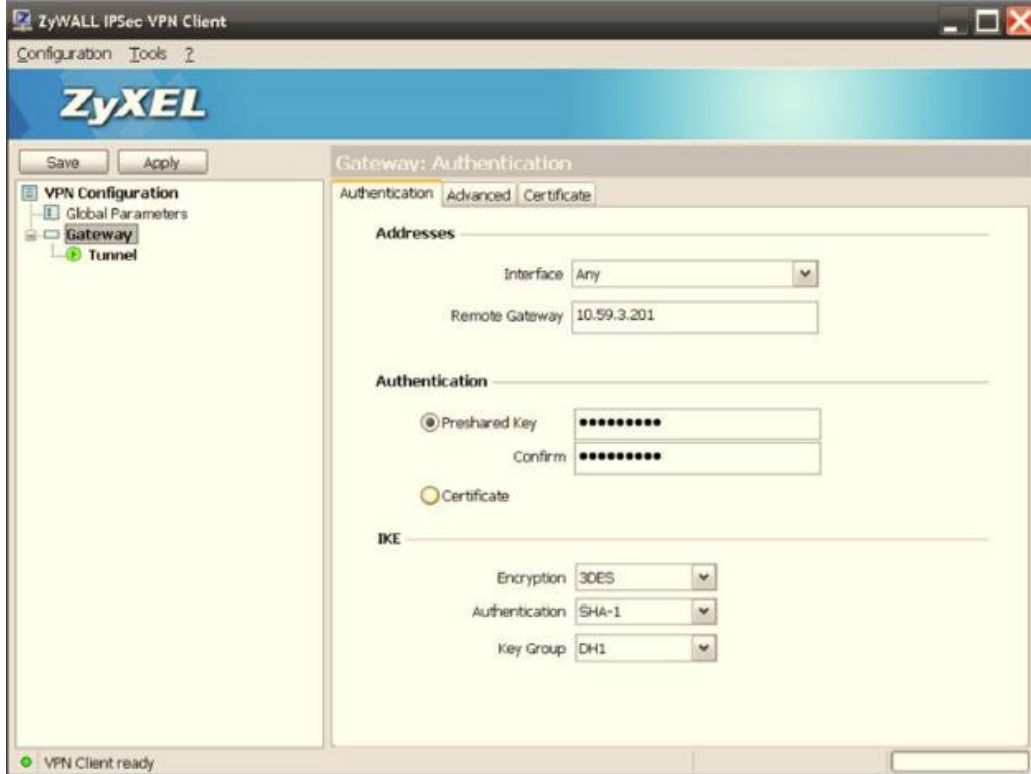 ZyWALL IPSec VPN Client
Configuration Tools ?
ZyXEL
Save Apply
VPN Configuration
Global Parameters
Gateway
Tunnel
Gateway: Authentication
Authentication Advanced Certificate
Addresses
Interface Any
Remote Gateway 10.59.3.201
Authentication
Preshared Key •••••••••
Confirm •••••••••
Certificate
IKE
Encryption 3DES
Authentication SHA-1
Key Group DH1
VPN Client ready